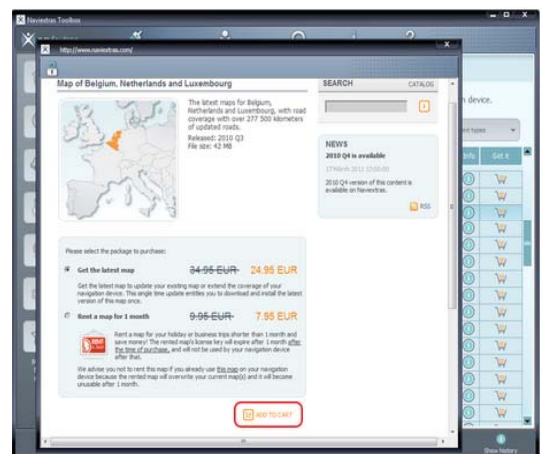 Naviextras Toolbox
http://www.naviextras.com/
Map of Belgium, Netherlands and Luxembourg
The latest maps for Belgium,
Netherlands and Luxembourg, with road
coverage with over 277 500 kilometers
of updated roads.
Released: 2010 Q3
File size: 42 MB
SEARCH
CATALOG
NEWS
2010 Q4 is available
17 March 2011 13:00:00
2010 Q4 version of this content is
available on Naviextras.
RSS
Please select the package to purchase:
Get the latest map 34.95 EUR 24.95 EUR
Get the latest map to update your existing map or extend the coverage of your
navigation device. This single time update entitles you to download and install the latest
version of this map once.
Rent a map for 1 month 9.95 EUR 7.95 EUR
Rent a map for your holiday or business trips shorter than 1 month and
save money! The rented map's license key will expire after 1 month after
the time of purchase, and will not be used by your navigation device
after that.
We advise you not to rent this map if you already use this map on your navigation
device because the rented map will overwrite your current map(s) and it will become
unusable after 1 month.
ADD TO CART
device.
ent types
Info
Get it
Show history